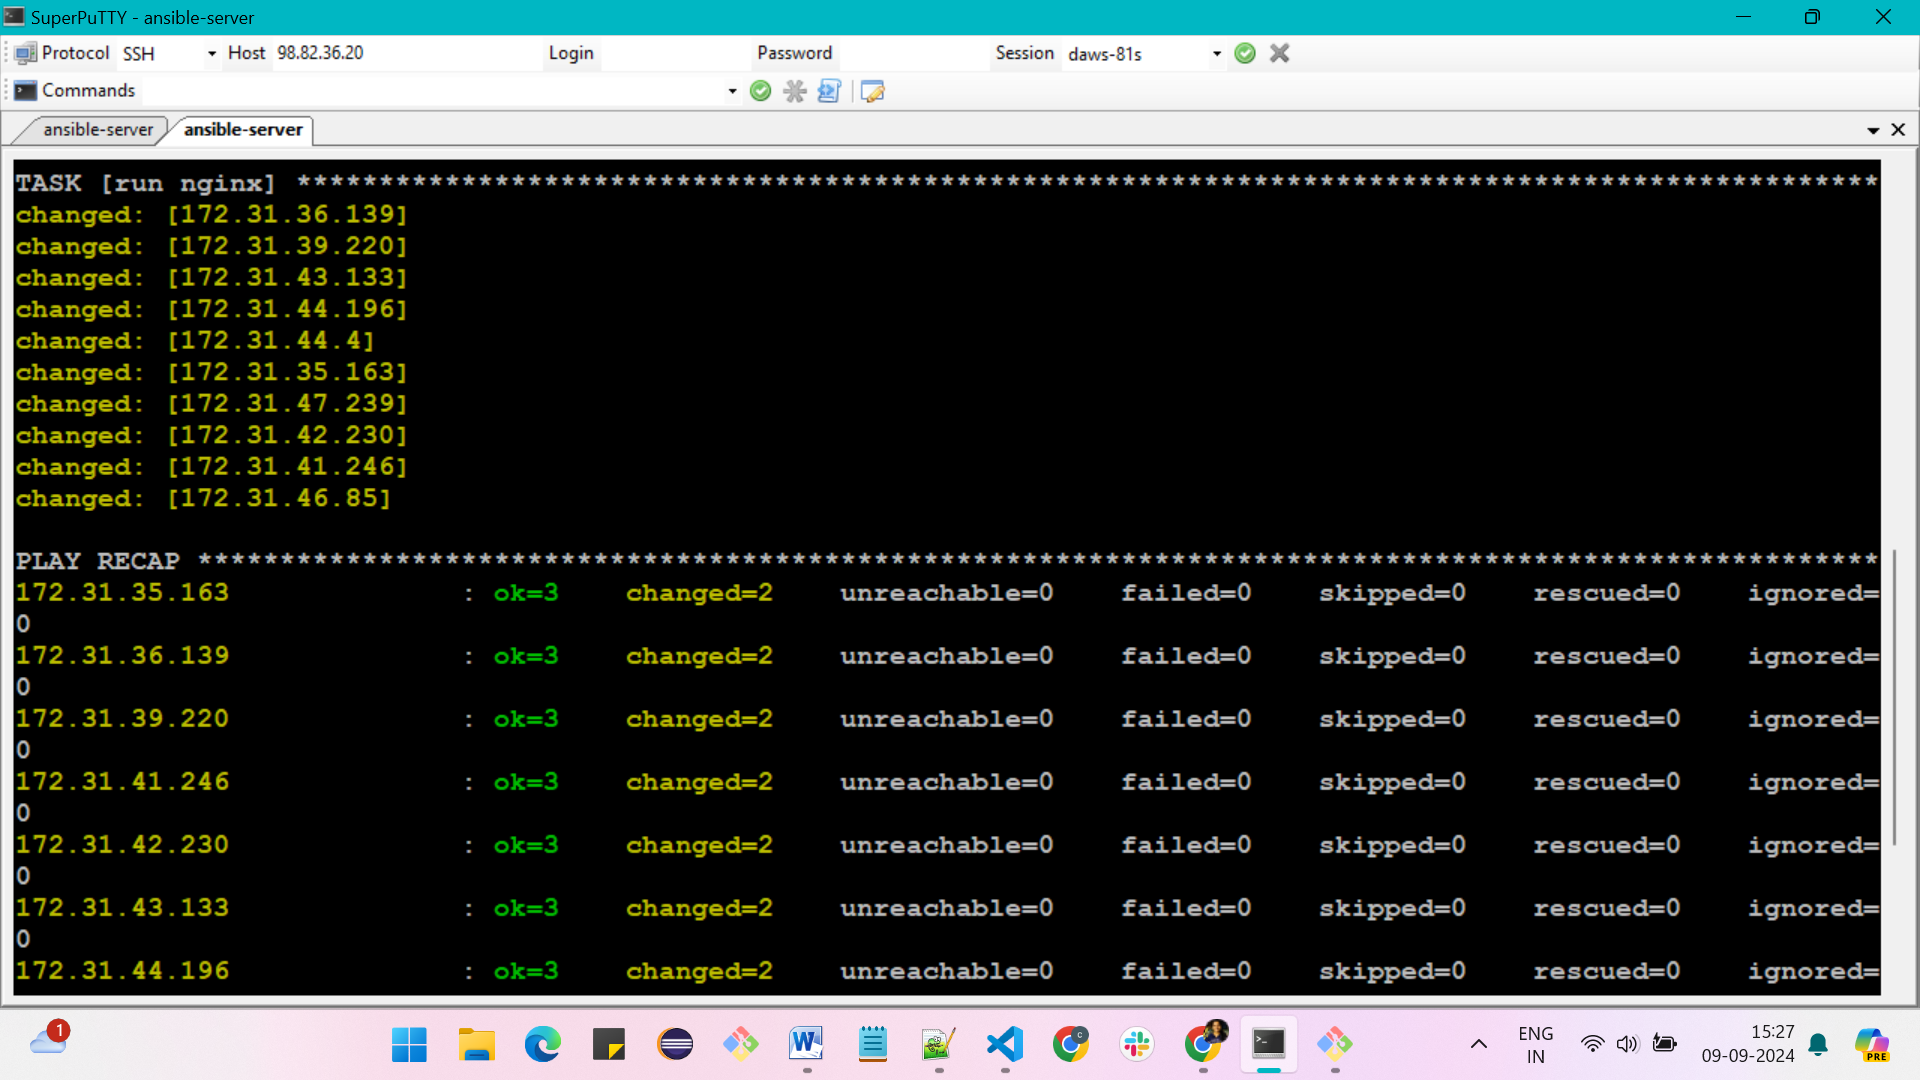 SuperPuTTY - ansible-server
Protocol SSH Host 98.82.36.20 Login Password Session daws-81s
Commands
ansible-server ansible-server
TASK [run nginx] ************************************************************************************************
changed: [172.31.36.139]
changed: [172.31.39.220]
changed: [172.31.43.133]
changed: [172.31.44.196]
changed: [172.31.44.4]
changed: [172.31.35.163]
changed: [172.31.47.239]
changed: [172.31.42.230]
changed: [172.31.41.246]
changed: [172.31.46.85]
PLAY RECAP ******************************************************************************************************
172.31.35.163 : ok=3 changed=2 unreachable=0 failed=0 skipped=0 rescued=0 ignored=
0
172.31.36.139 : ok=3 changed=2 unreachable=0 failed=0 skipped=0 rescued=0 ignored=
0
172.31.39.220 : ok=3 changed=2 unreachable=0 failed=0 skipped=0 rescued=0 ignored=
0
172.31.41.246 : ok=3 changed=2 unreachable=0 failed=0 skipped=0 rescued=0 ignored=
0
172.31.42.230 : ok=3 changed=2 unreachable=0 failed=0 skipped=0 rescued=0 ignored=
0
172.31.43.133 : ok=3 changed=2 unreachable=0 failed=0 skipped=0 rescued=0 ignored=
0
172.31.44.196 : ok=3 changed=2 unreachable=0 failed=0 skipped=0 rescued=0 ignored=
1
ENG
IN
15:27
09-09-2024
PRE